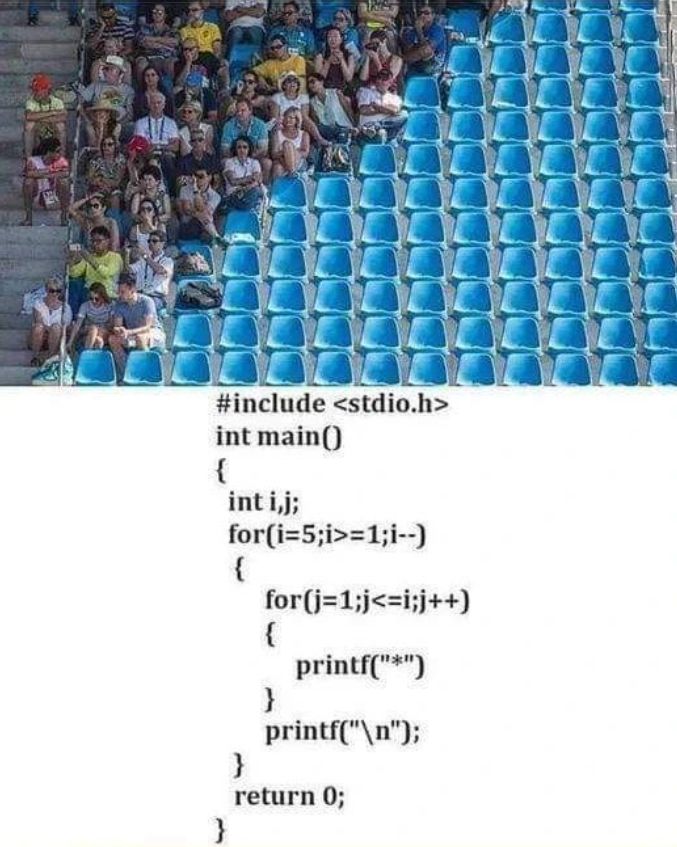 #include <stdio.h>
int main()
{
int i,j;
for(i=5;i>=1;i--)
{
for(j=1;j<=i;j++)
{
printf("*")
}
printf("\n");
}
return 0;
}